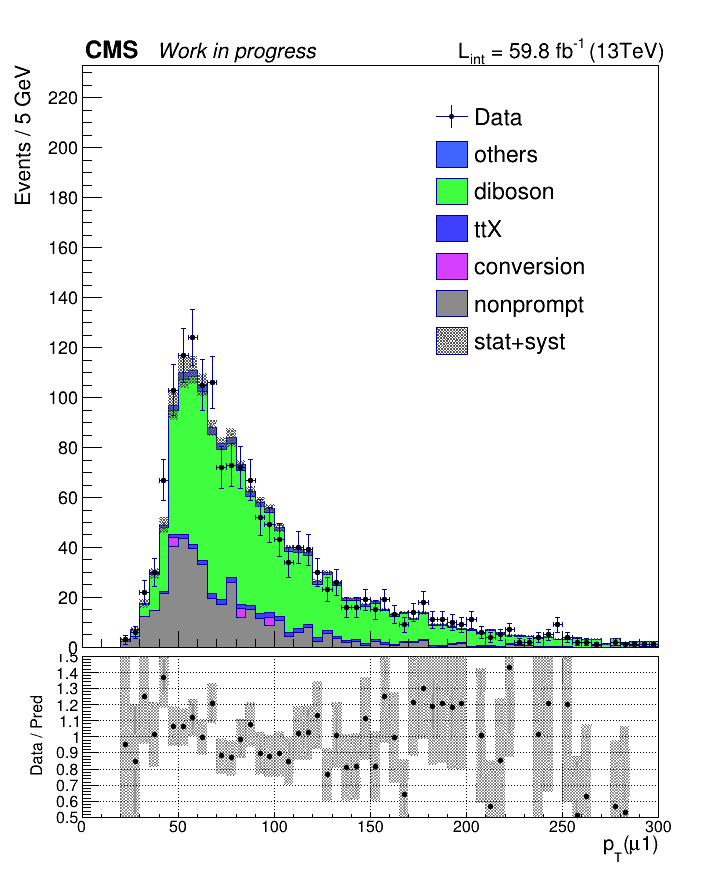 CMS Work in progress L_int = 59.8 fb^-1 (13TeV)
Events / 5 GeV
220
200
180
160
140
120
100
80
60
40
20
0
Data
others
diboson
ttX
conversion
nonprompt
stat+syst
Data / Pred
1.5
1.4
1.3
1.2
1.1
1
0.9
0.8
0.7
0.6
0.5
0 50 100 150 200 250 300
p_T(μ1)